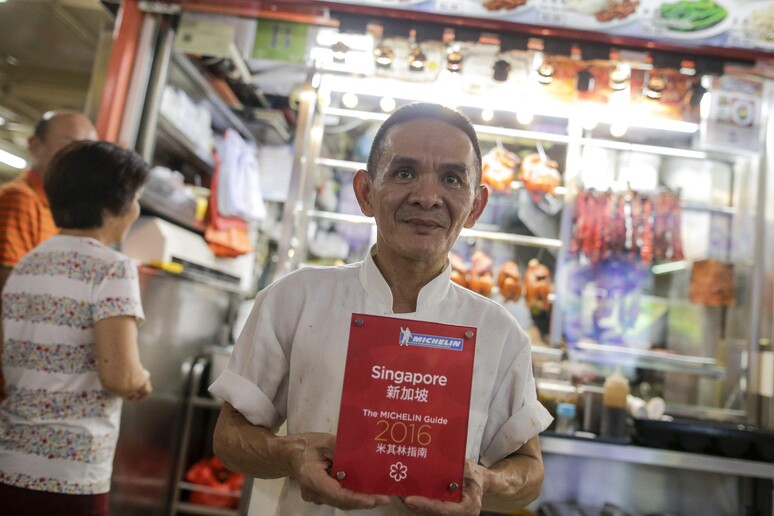 MICHELIN
Singapore
新加坡
The MICHELIN Guide
2016
米其林指南